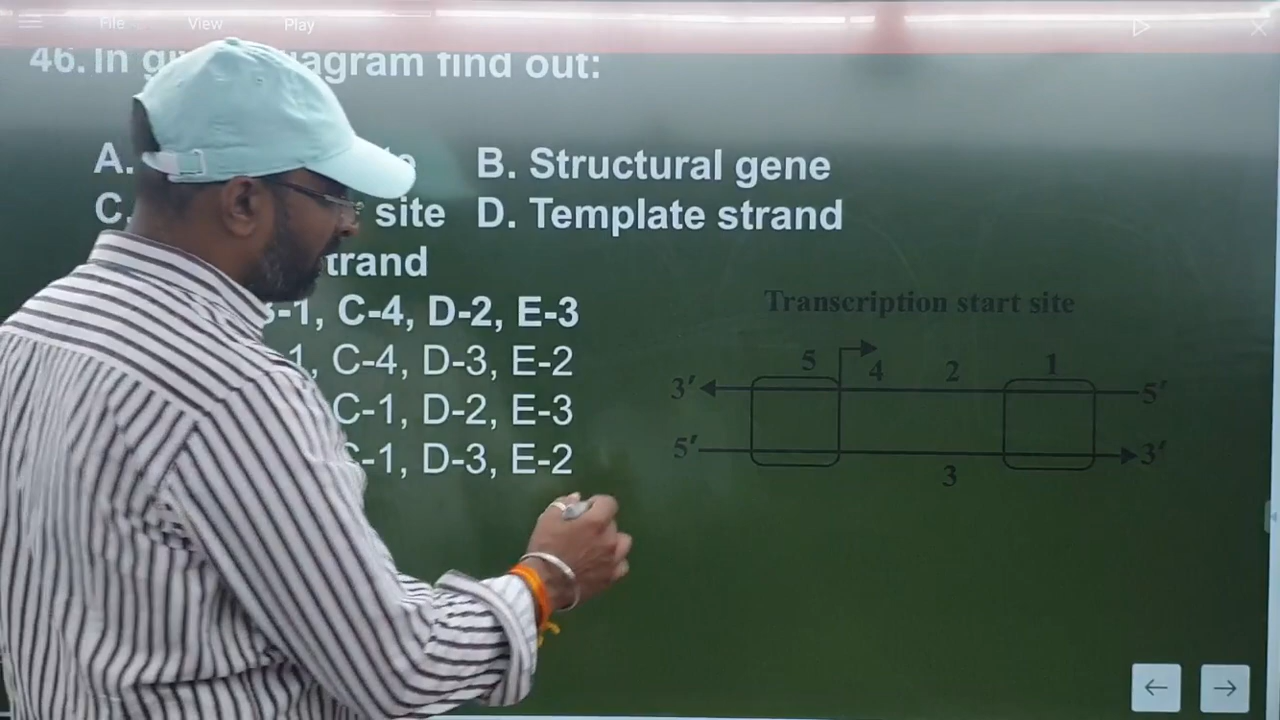 File View Play
46. In agram find out:
A. B. Structural gene
C. site D. Template strand
trand
-1, C-4, D-2, E-3
1, C-4, D-3, E-2
C-1, D-2, E-3
-1, D-3, E-2
Transcription start site
5 4 2 1
3′ 5′
5′ 3′
3